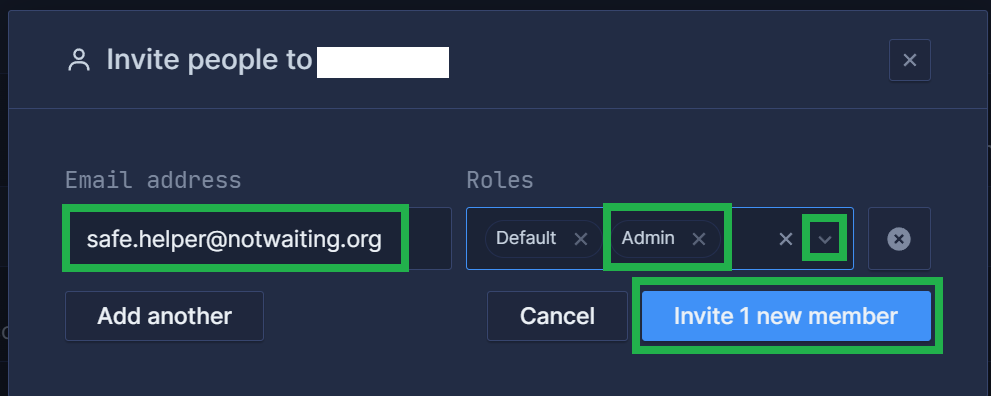 Invite people to
Email address
Roles
safe.helper@notwaiting.org
Default
Admin
Add another
Cancel
Invite 1 new member